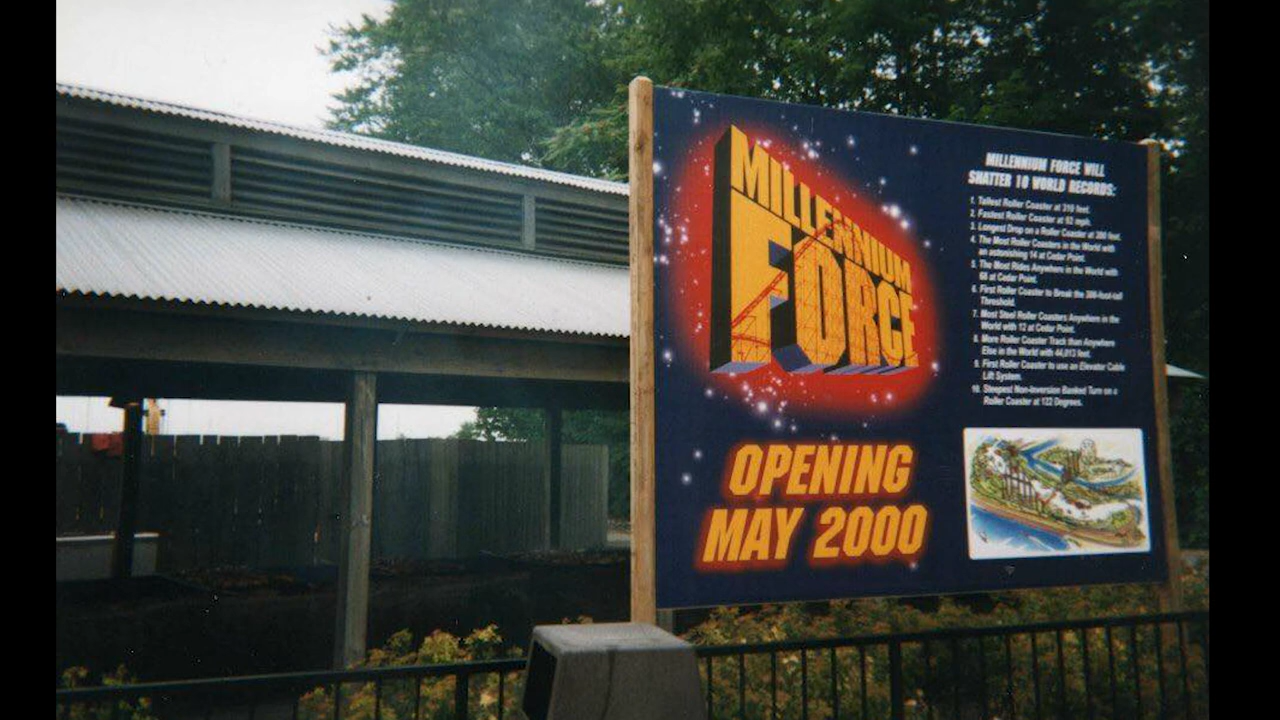 MILLENNIUM
FORCE
OPENING
MAY 2000
MILLENNIUM FORCE WILL
SHATTER 10 WORLD RECORDS:
1. Tallest Roller Coaster at 310 feet.
2. Fastest Roller Coaster at 92 mph.
3. Longest Drop on a Roller Coaster at 300 feet.
4. The Most Roller Coasters in the World with
an astonishing 14 at Cedar Point.
5. The Most Rides Anywhere in the World with
68 at Cedar Point.
6. First Roller Coaster to Break the 300-foot-tall
Threshold.
7. Most Steel Roller Coasters Anywhere in the
World with 12 at Cedar Point.
8. More Roller Coaster Track than Anywhere
Else in the World with 44,013 feet.
9. First Roller Coaster to use an Elevator Cable
Lift System.
10. Steepest Non-Inversion Banked Turn on a
Roller Coaster at 122 Degrees.